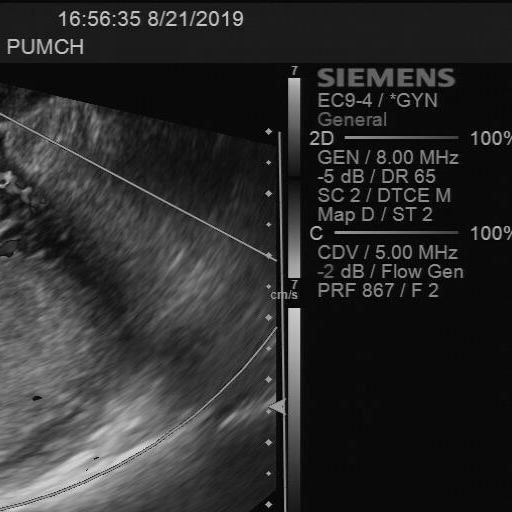 16:56:35 8/21/2019
PUMCH
7
SIEMENS
EC9-4 / *GYN
General
2D 100%
GEN / 8.00 MHz
-5 dB / DR 65
SC 2 / DTCE M
Map D / ST 2
C 100%
CDV / 5.00 MHz
-2 dB / Flow Gen
PRF 867 / F 2
7
cm/s